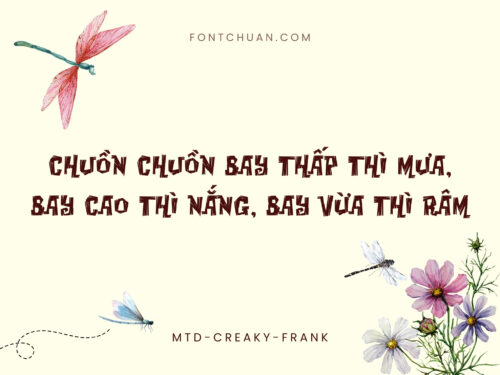 FONTCHUAN.COM
CHUỒN CHUỒN BAY THẤP THÌ MƯA,
BAY CAO THÌ NẮNG, BAY VỪA THÌ RÂM
MTD-CREAKY-FRANK